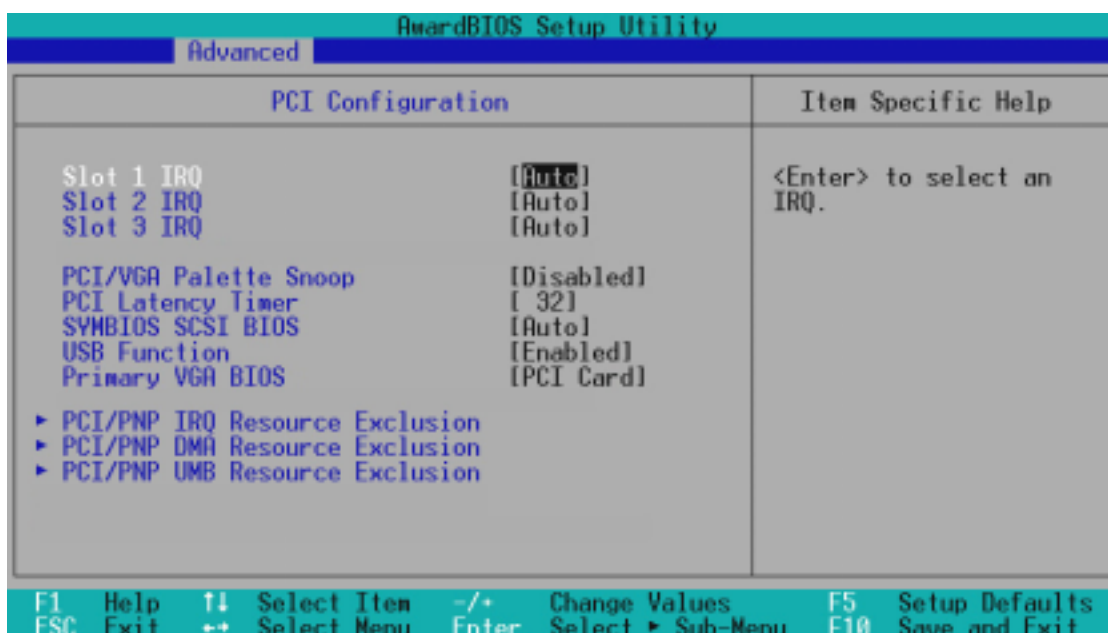 AwardBIOS Setup Utility
Advanced
PCI Configuration
Item Specific Help
Slot 1 IRQ [Auto]
Slot 2 IRQ [Auto]
Slot 3 IRQ [Auto]
PCI/VGA Palette Snoop [Disabled]
PCI Latency Timer [ 32]
SYMBIOS SCSI BIOS [Auto]
USB Function [Enabled]
Primary VGA BIOS [PCI Card]
► PCI/PNP IRQ Resource Exclusion
► PCI/PNP DMA Resource Exclusion
► PCI/PNP UMB Resource Exclusion
<Enter> to select an
IRQ.
F1 Help ↑↓ Select Item -/+ Change Values F5 Setup Defaults
ESC Exit ←→ Select Menu Enter Select ► Sub-Menu F10 Save and Exit